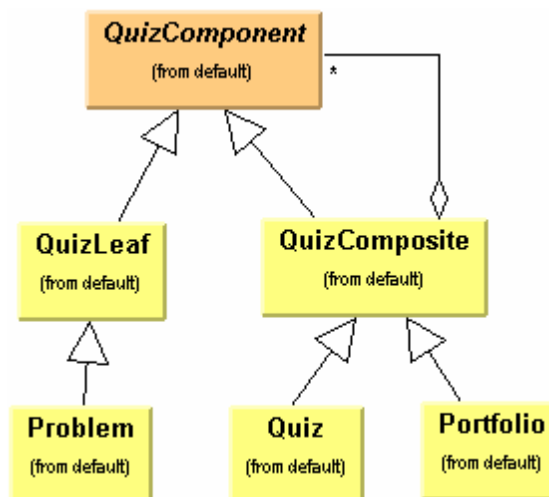 QuizComponent
(from default)
*
QuizLeaf
(from default)
QuizComposite
(from default)
Problem
(from default)
Quiz
(from default)
Portfolio
(from default)